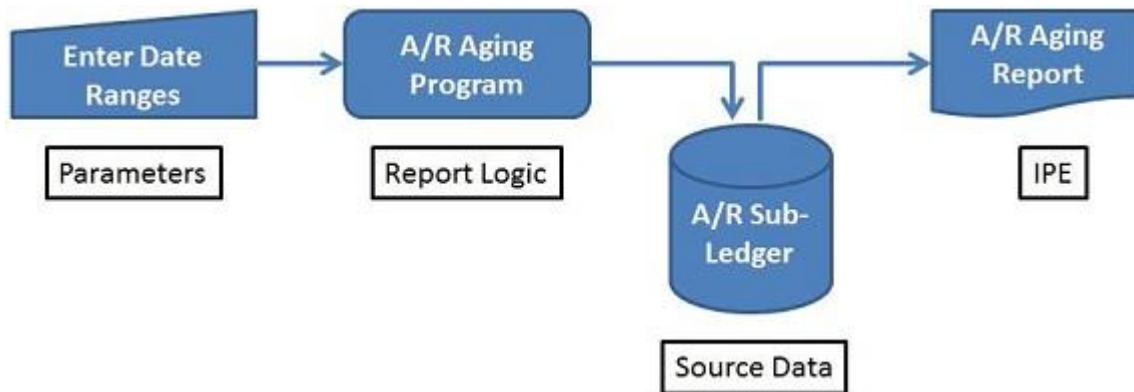 Enter Date
Ranges
A/R Aging
Program
A/R Aging
Report
Parameters
Report Logic
IPE
A/R Sub-
Ledger
Source Data